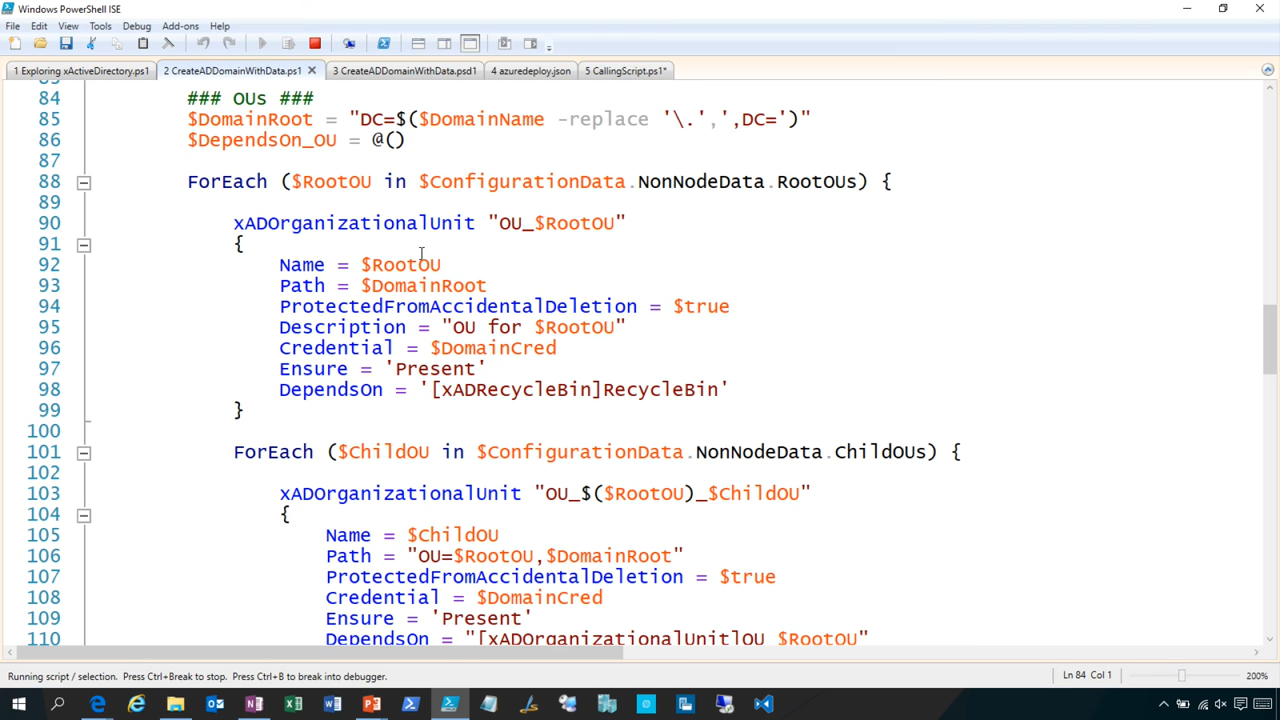 Windows PowerShell ISE
File Edit View Tools Debug Add-ons Help
1 Exploring xActiveDirectory.ps1 2 CreateADDomainWithData.ps1 3 CreateADDomainWithData.psd1 4 azuredeploy.json 5 CallingScript.ps1*
84 ### OUs ###
85 $DomainRoot = "DC=$($DomainName -replace '\.',',DC=')"
86 $DependsOn_OU = @()
87
88 ForEach ($RootOU in $ConfigurationData.NonNodeData.RootOUs) {
89
90 xADOrganizationalUnit "OU_$RootOU"
91 {
92 Name = $RootOU
93 Path = $DomainRoot
94 ProtectedFromAccidentalDeletion = $true
95 Description = "OU for $RootOU"
96 Credential = $DomainCred
97 Ensure = 'Present'
98 DependsOn = '[xADRecycleBin]RecycleBin'
99 }
100
101 ForEach ($ChildOU in $ConfigurationData.NonNodeData.ChildOUs) {
102
103 xADOrganizationalUnit "OU_$($RootOU)_$ChildOU"
104 {
105 Name = $ChildOU
106 Path = "OU=$RootOU,$DomainRoot"
107 ProtectedFromAccidentalDeletion = $true
108 Credential = $DomainCred
109 Ensure = 'Present'
110 DependsOn = "[xADOrganizationalUnit]OU_$RootOU"
Running script / selection. Press Ctrl+Break to stop. Press Ctrl+B to break into debugger. Ln 84 Col 1 200%